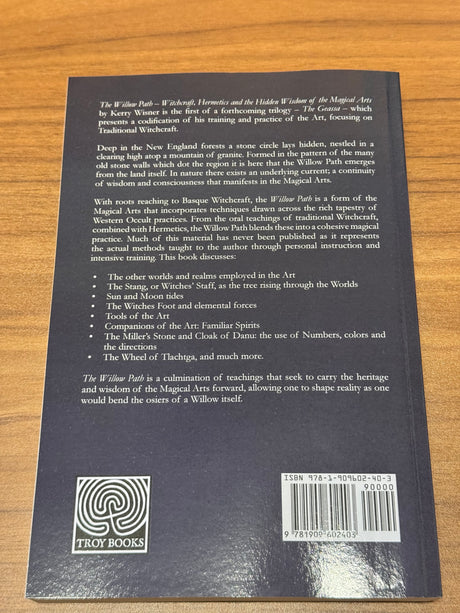 The Willow Path – Witchcraft, Hermetics and the Hidden Wisdom of the Magical Arts
by Kerry Wisner is the first of a forthcoming trilogy – The Geassa – which
presents a codification of his training and practice of the Art, focusing on
Traditional Witchcraft.
Deep in the New England forests a stone circle lays hidden, nestled in a
clearing high atop a mountain of granite. Formed in the pattern of the many
old stone walls which dot the region it is here that the Willow Path emerges
from the land itself. In nature there exists an underlying current; a continuity
of wisdom and consciousness that manifests in the Magical Arts.
With roots reaching to Basque Witchcraft, the Willow Path is a form of the
Magical Arts that incorporates techniques drawn across the rich tapestry of
Western Occult practices. From the oral teachings of traditional Witchcraft,
combined with Hermetics, the Willow Path blends these into a cohesive magical
practice. Much of this material has never been published as it represents
the actual methods taught to the author through personal instruction and
intensive training. This book discusses:
• The other worlds and realms employed in the Art
• The Stang, or Witches' Staff, as the tree rising through the Worlds
• Sun and Moon tides
• The Witches Foot and elemental forces
• Tools of the Art
• Companions of the Art: Familiar Spirits
• The Miller's Stone and Cloak of Danu: the use of Numbers, colors and
the directions
• The Wheel of Tlachtga, and much more.
The Willow Path is a culmination of teachings that seek to carry the heritage
and wisdom of the Magical Arts forward, allowing one to shape reality as one
would bend the osiers of a Willow itself.
TROY BOOKS
ISBN 978-1-909602-40-3
90000
9 781909 602403